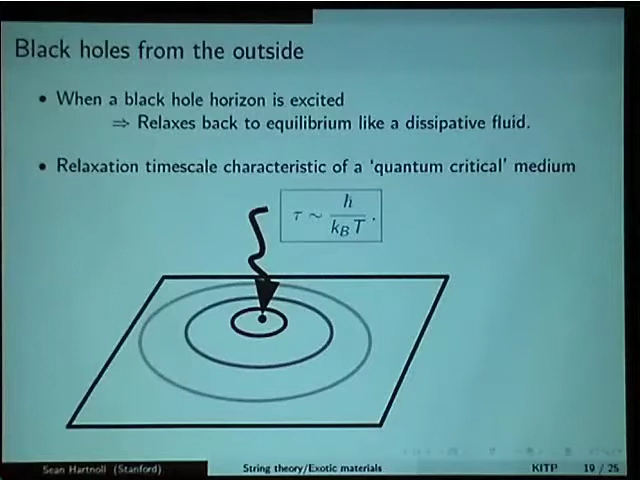 Black holes from the outside
• When a black hole horizon is excited
⇒ Relaxes back to equilibrium like a dissipative fluid.
• Relaxation timescale characteristic of a 'quantum critical' medium
τ ∼ ℏ / k_B T .
Sean Hartnoll (Stanford) String theory/Exotic materials KITP 19 / 25